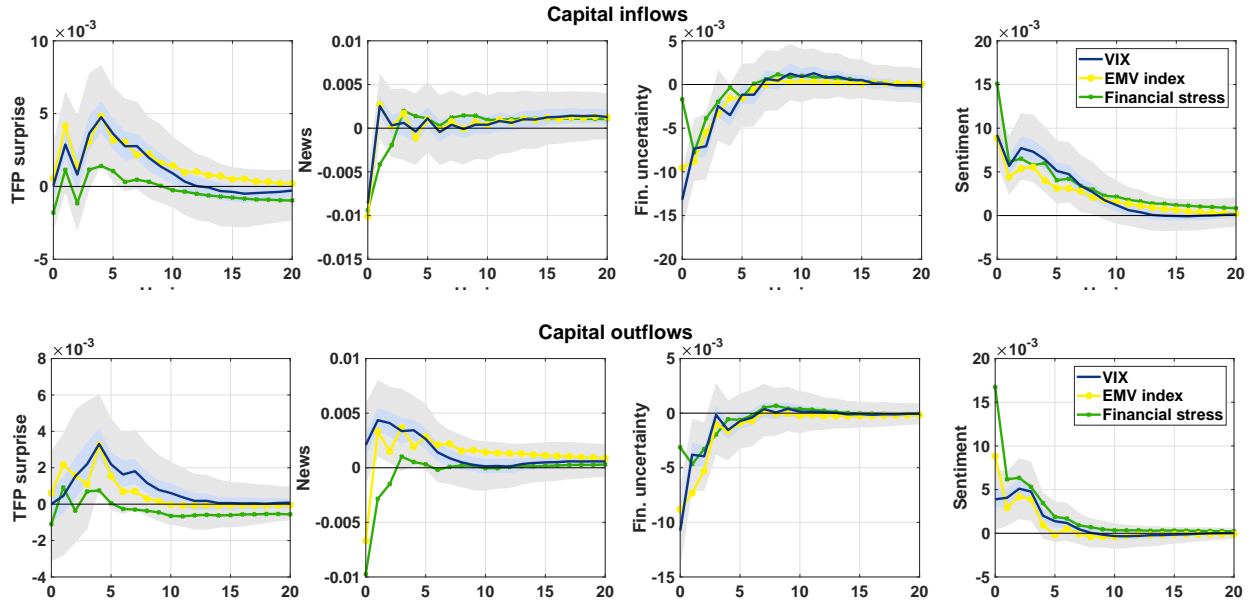 Capital inflows
×10⁻³
10
5
0
-5
TFP surprise
0 5 10 15 20
0.01
0.005
0
-0.005
-0.01
-0.015
News
0 5 10 15 20
×10⁻³
5
0
-5
-10
-15
-20
Fin. uncertainty
0 5 10 15 20
×10⁻³
20
15
10
5
0
-5
Sentiment
VIX
EMV index
Financial stress
0 5 10 15 20
Capital outflows
×10⁻³
8
6
4
2
0
-2
-4
TFP surprise
0 5 10 15 20
0.01
0.005
0
-0.005
-0.01
News
0 5 10 15 20
×10⁻³
5
0
-5
-10
-15
Fin. uncertainty
0 5 10 15 20
×10⁻³
20
15
10
5
0
-5
Sentiment
VIX
EMV index
Financial stress
0 5 10 15 20